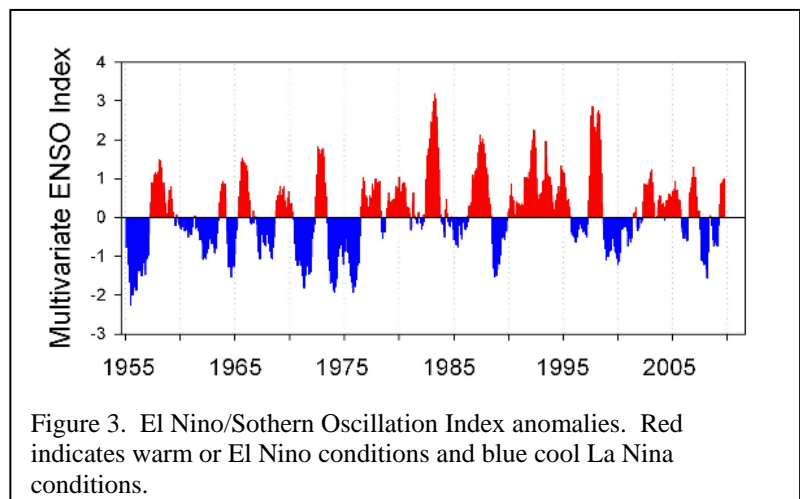 Multivariate ENSO Index
4
3
2
1
0
-1
-2
-3
1955 1965 1975 1985 1995 2005
Figure 3. El Nino/Sothern Oscillation Index anomalies. Red
indicates warm or El Nino conditions and blue cool La Nina
conditions.